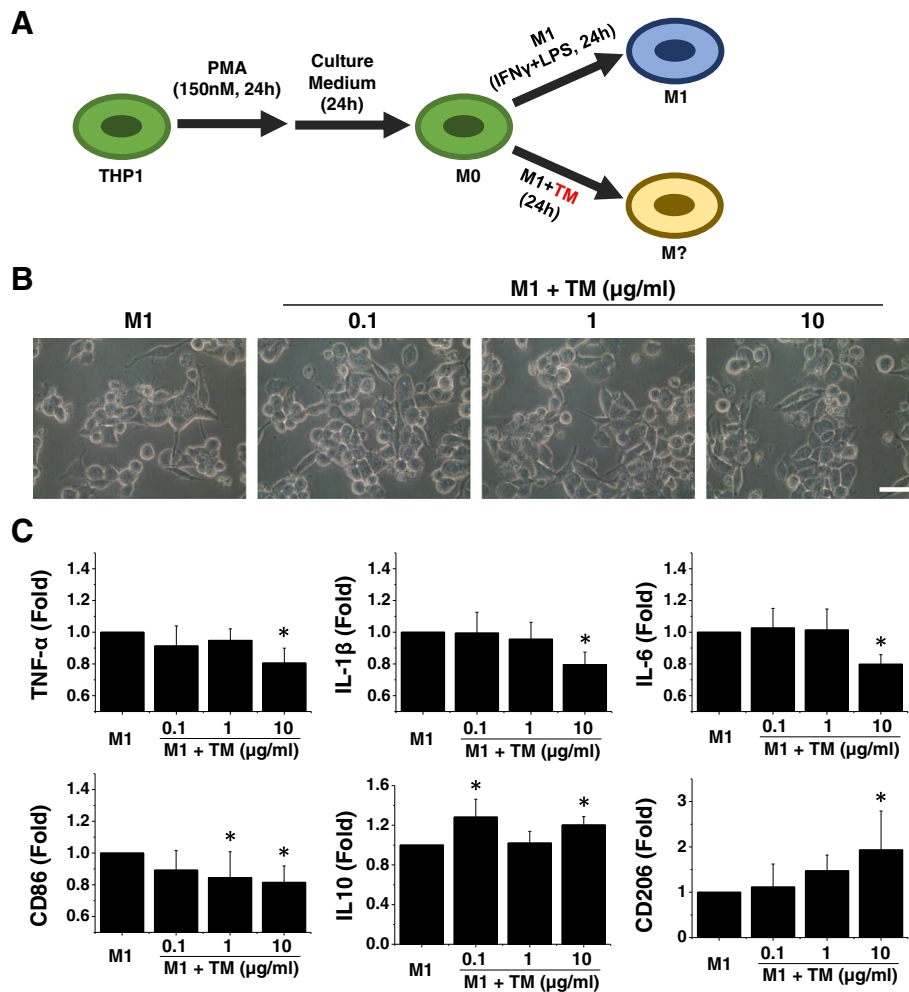 A
PMA
(150nM, 24h)
Culture
Medium
(24h)
M1
(IFNγ+LPS, 24h)
M1
THP1
M0
M1+TM
(24h)
M?
B
M1 + TM (μg/ml)
M1
0.1
1
10
C
TNF-α (Fold)
1.4
1.2
1.0
0.8
0.6
M1
0.1
1
10
M1 + TM (μg/ml)
*
IL-1β (Fold)
1.4
1.2
1.0
0.8
0.6
M1
0.1
1
10
M1 + TM (μg/ml)
*
IL-6 (Fold)
1.4
1.2
1.0
0.8
0.6
M1
0.1
1
10
M1 + TM (μg/ml)
*
CD86 (Fold)
1.4
1.2
1.0
0.8
0.6
M1
0.1
1
10
M1 + TM (μg/ml)
*
*
IL10 (Fold)
1.6
1.2
0.8
0.4
0.0
M1
0.1
1
10
M1 + TM (μg/ml)
*
*
CD206 (Fold)
3
2
1
0
M1
0.1
1
10
M1 + TM (μg/ml)
*